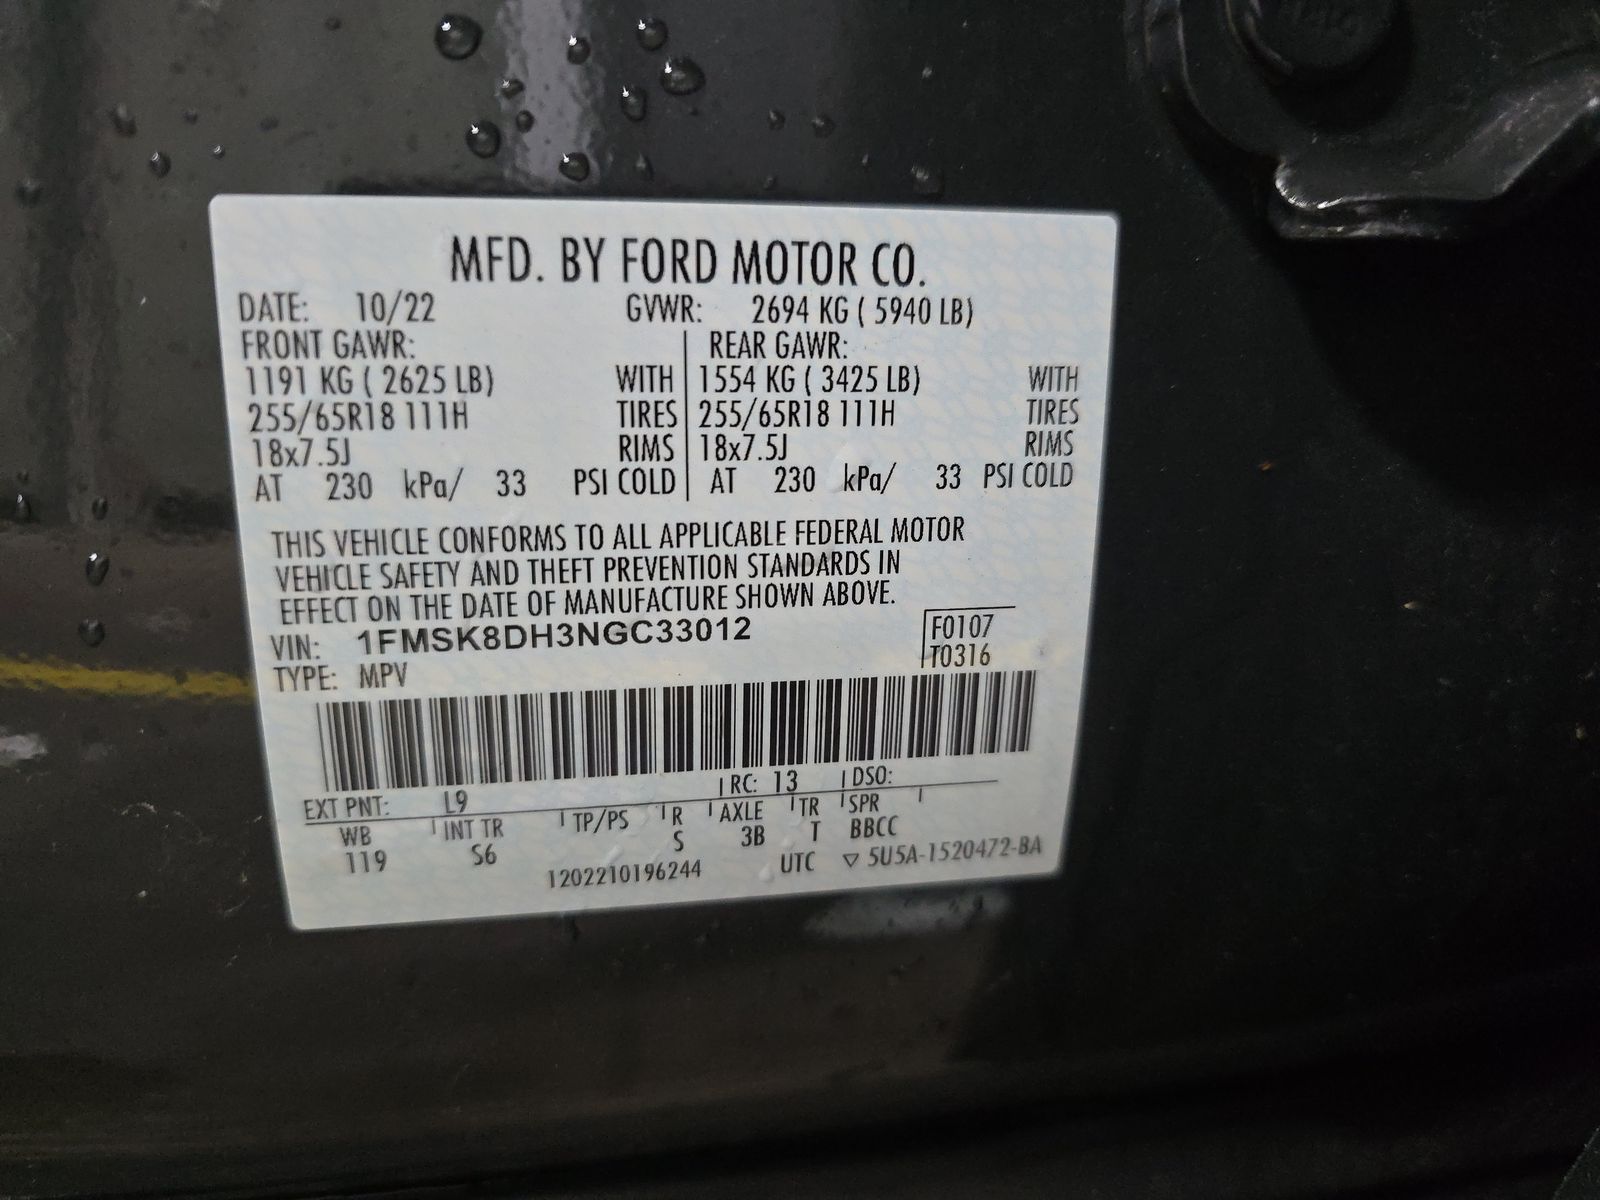 MFD. BY FORD MOTOR CO.
DATE: 10/22 GVWR: 2694 KG ( 5940 LB)
FRONT GAWR: REAR GAWR:
1191 KG ( 2625 LB) WITH 1554 KG ( 3425 LB) WITH
255/65R18 111H TIRES 255/65R18 111H TIRES
18x7.5J RIMS 18x7.5J RIMS
AT 230 kPa/ 33 PSI COLD AT 230 kPa/ 33 PSI COLD
THIS VEHICLE CONFORMS TO ALL APPLICABLE FEDERAL MOTOR
VEHICLE SAFETY AND THEFT PREVENTION STANDARDS IN
EFFECT ON THE DATE OF MANUFACTURE SHOWN ABOVE.
VIN: 1FMSK8DH3NGC33012 F0107
TYPE: MPV T0316
EXT PNT: L9 RC: 13 DSO:
WB INT TR TP/PS R AXLE TR SPR
119 S6 S 3B T BBCC
1202210196244 UTC ▽ 5U5A-1520472-BA